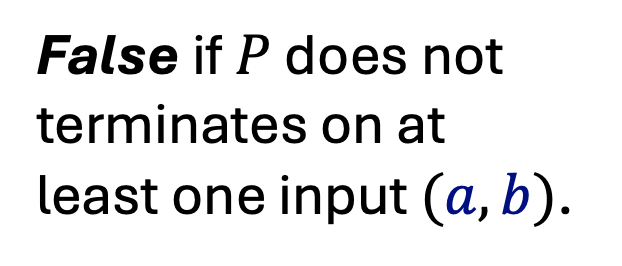 False if P does not
terminates on at
least one input (a, b).